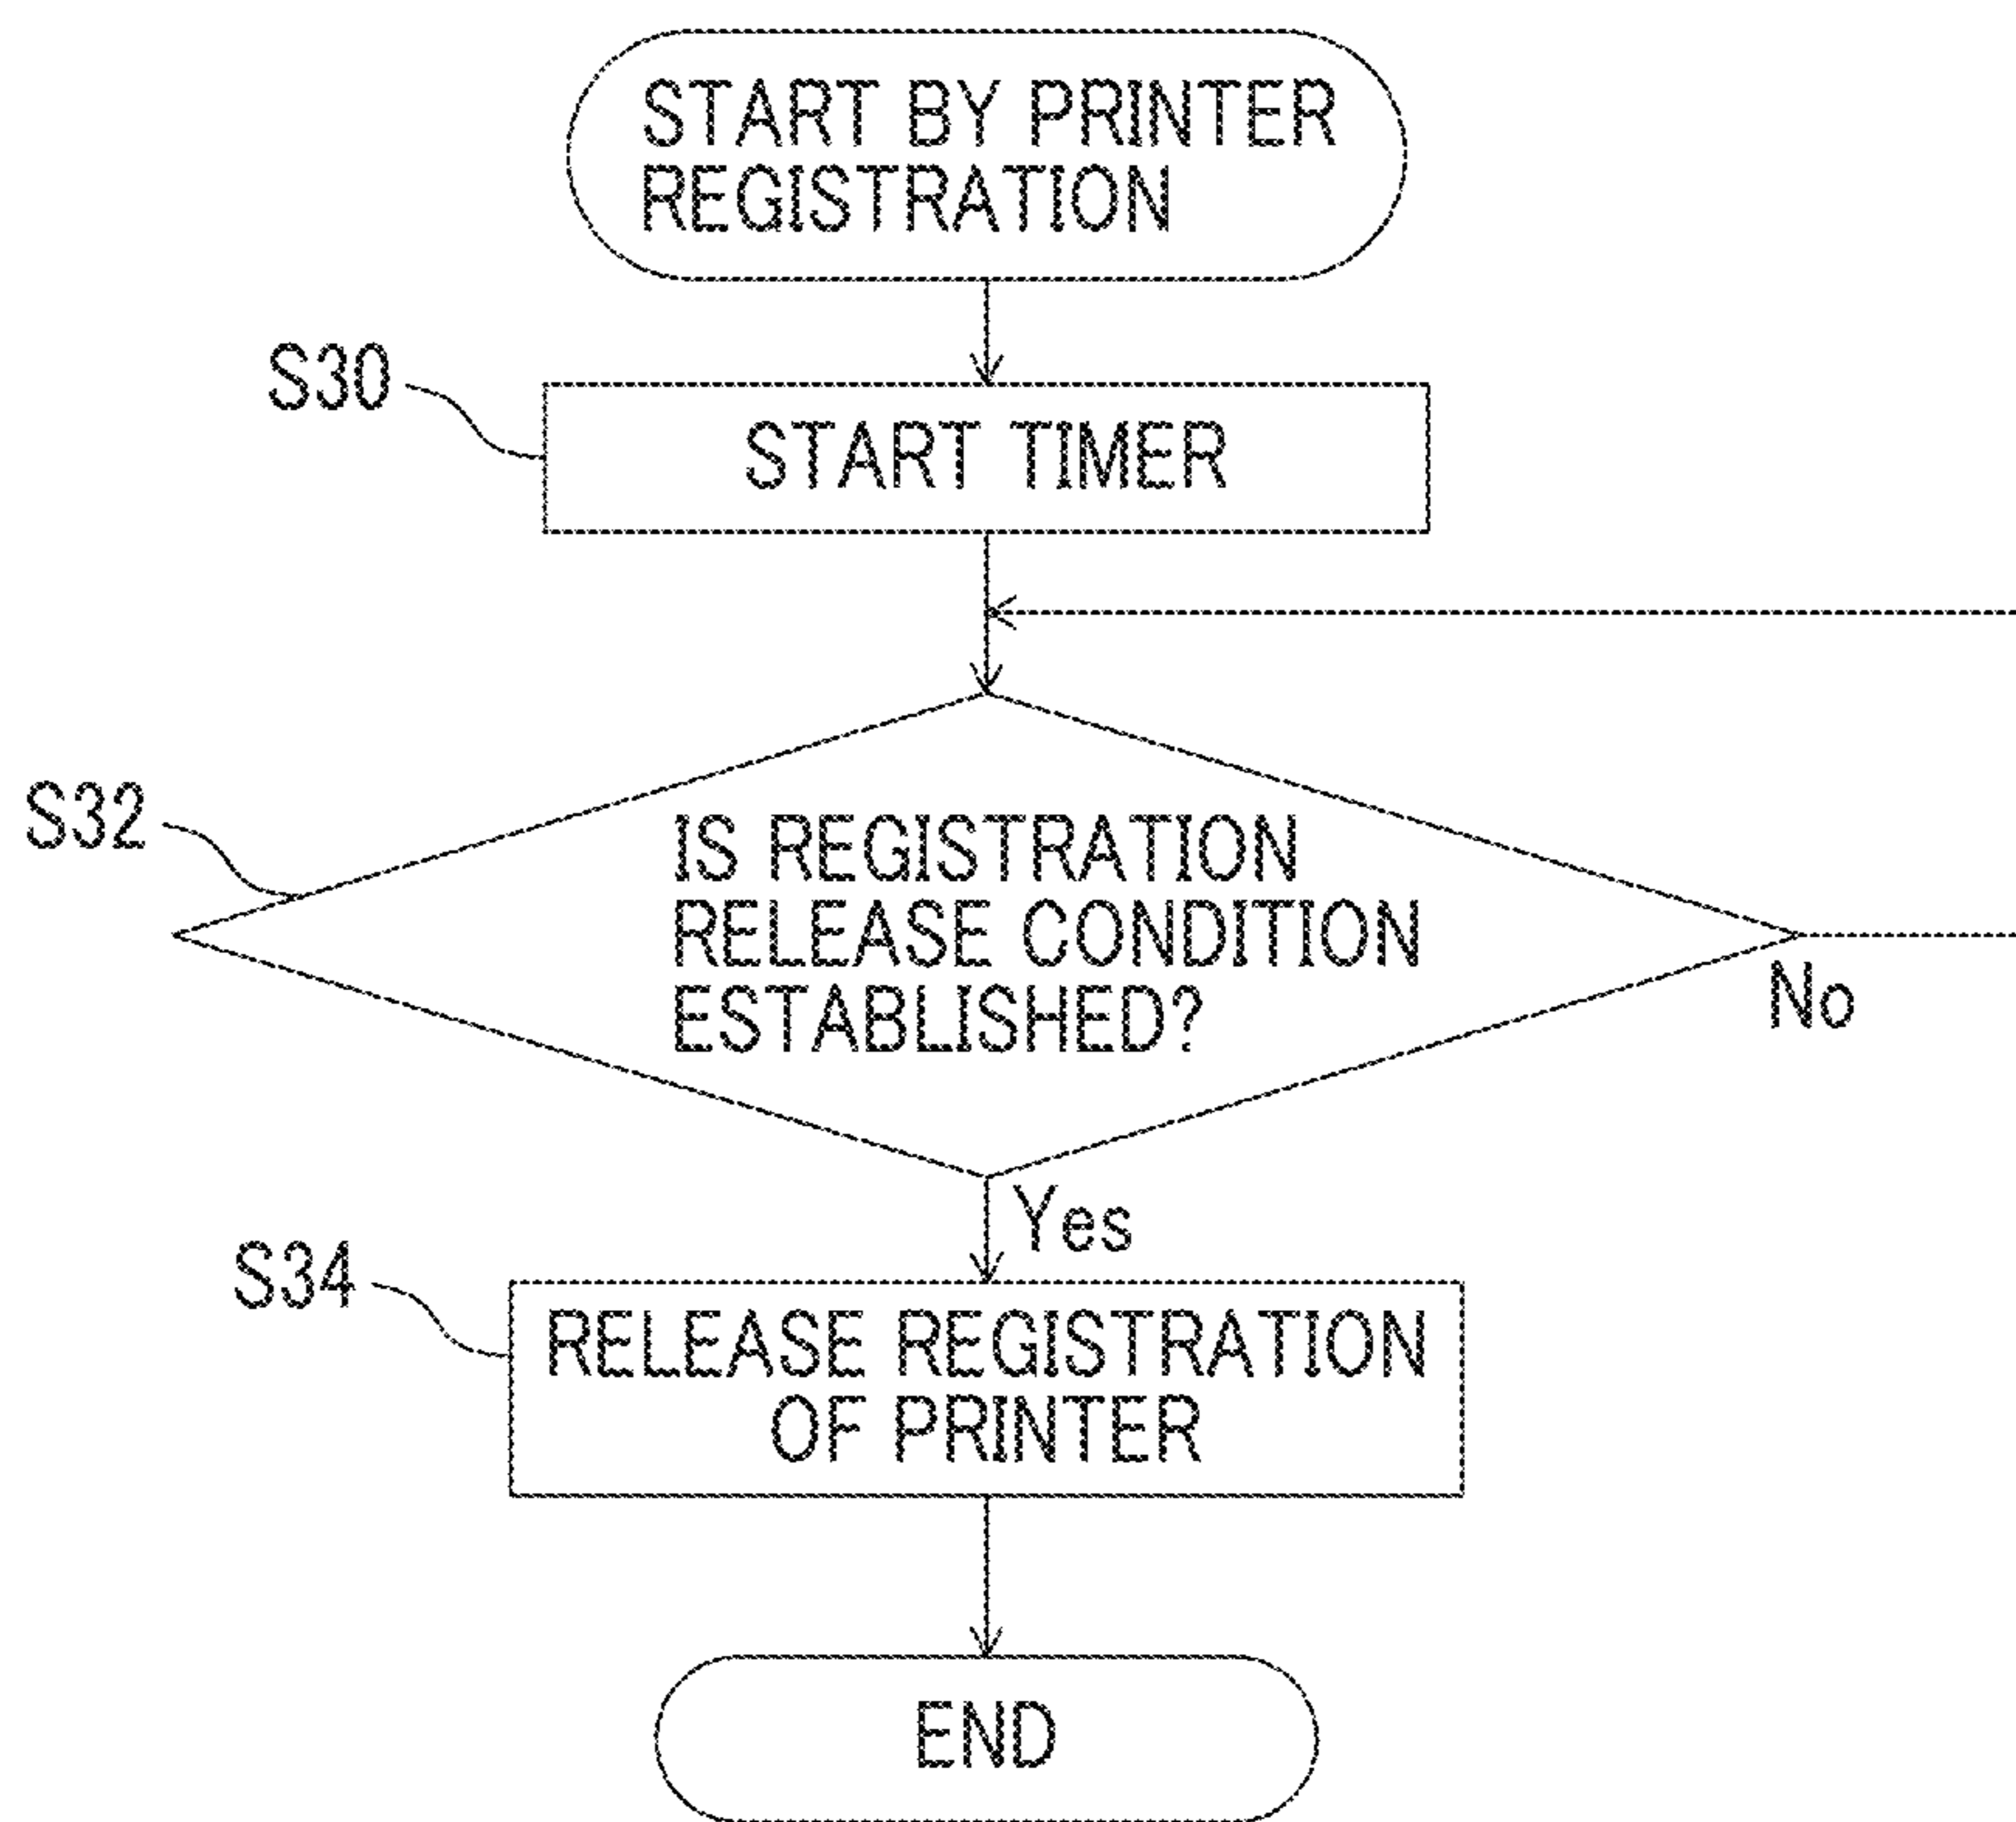 START BY PRINTER
REGISTRATION
S30
START TIMER
S32
IS REGISTRATION
RELEASE CONDITION
ESTABLISHED?
No
Yes
S34
RELEASE REGISTRATION
OF PRINTER
END